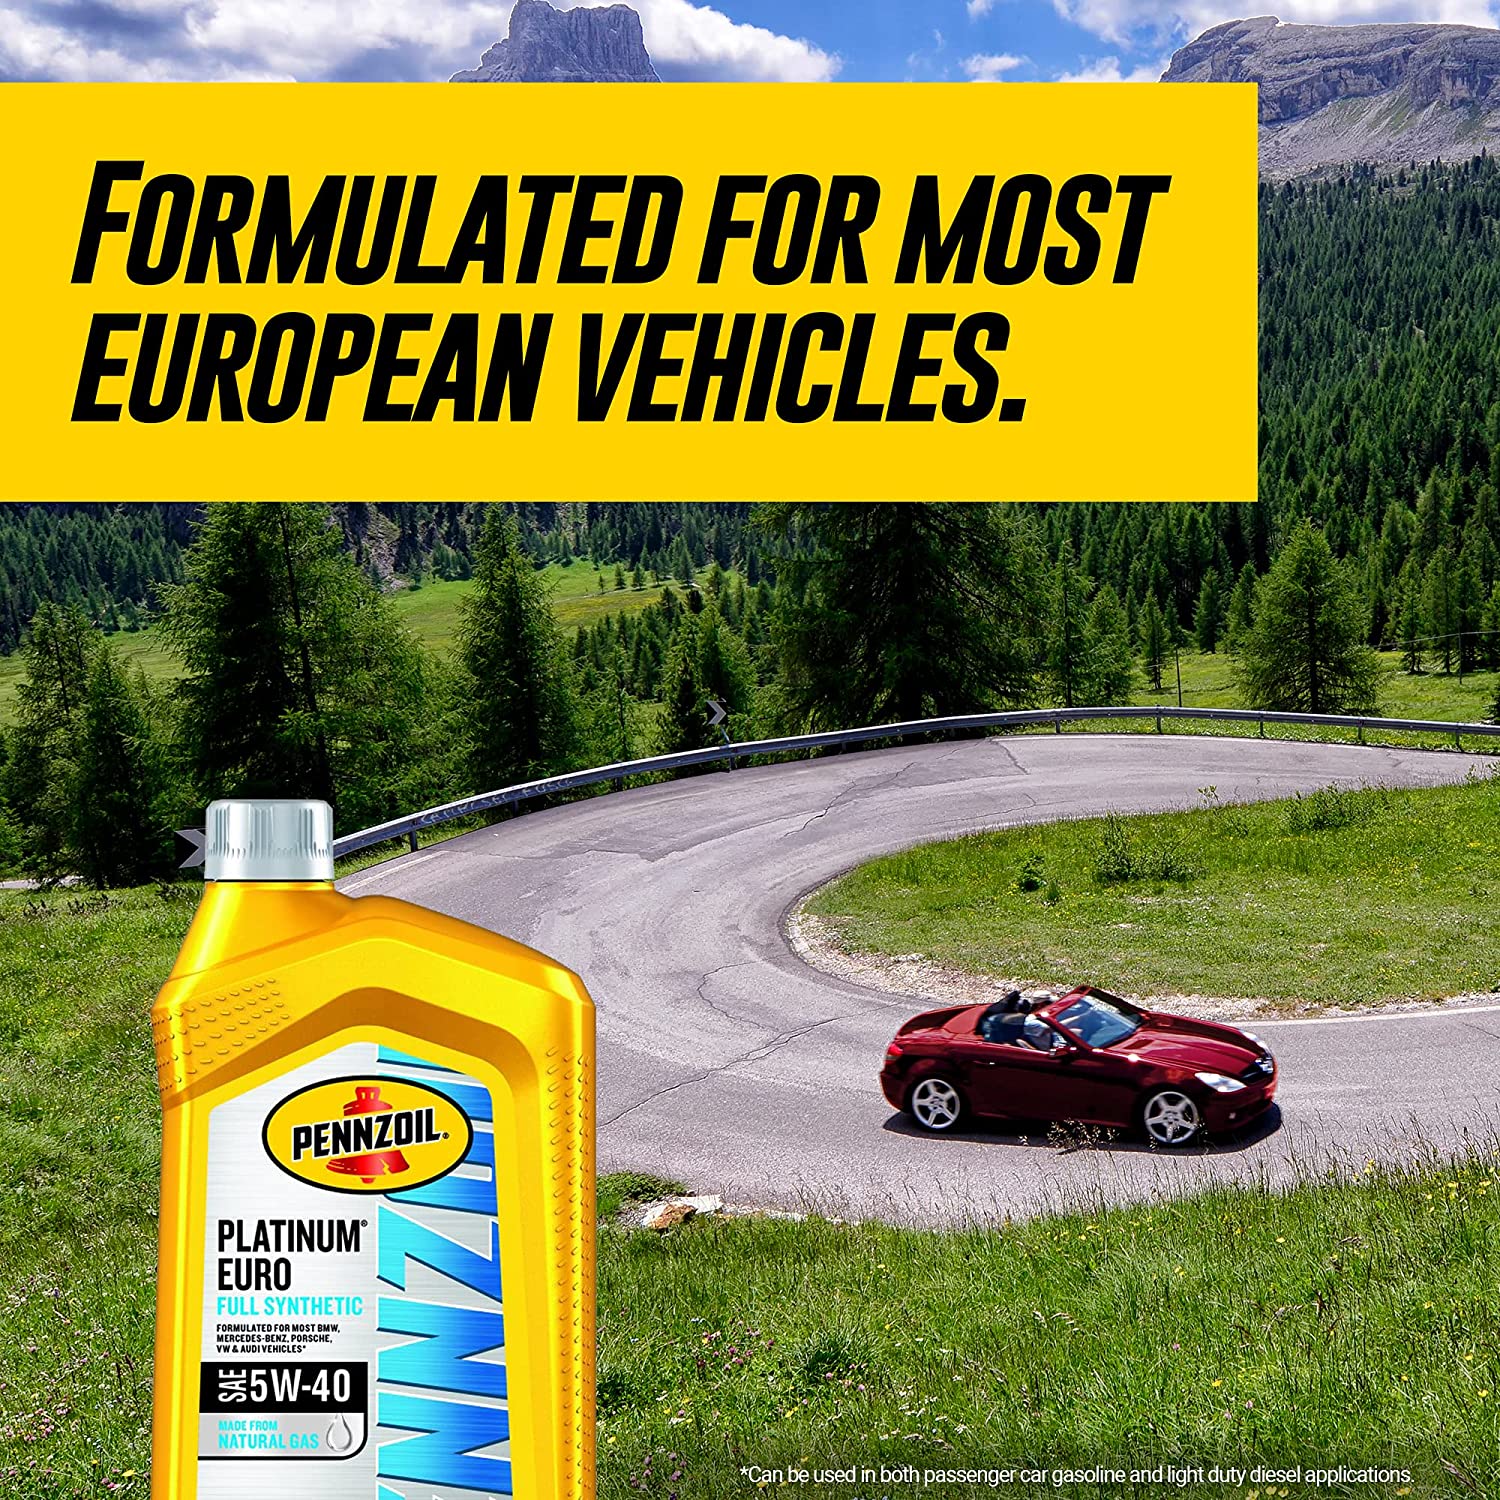 FORMULATED FOR MOST
EUROPEAN VEHICLES.
PENNZOIL®
PLATINUM®
EURO
FULL SYNTHETIC
FORMULATED FOR MOST BMW,
MERCEDES-BENZ, PORSCHE,
VW & AUDI VEHICLES*
SAE 5W-40
MADE FROM
NATURAL GAS
*Can be used in both passenger car gasoline and light duty diesel applications.